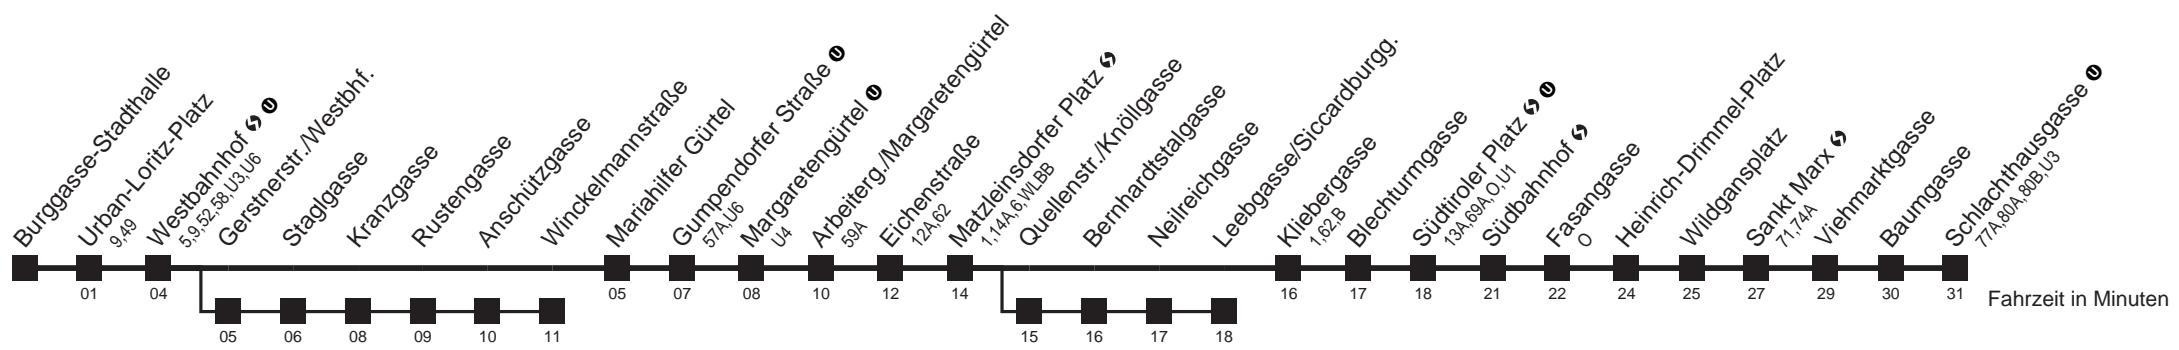 Burggasse-Stadthalle
Urban-Loritz-Platz
9,49
Westbahnhof
5,9,52,58,U3,U6
Gerstnerstr./Westbhf.
Staglgasse
Kranzgasse
Rustengasse
Anschützgasse
Winckelmannstraße
Mariahilfer Gürtel
Gumpendorfer Straße U
57A,U6
Margaretengürtel U
U4
Arbeiterg./Margaretengürtel
59A
Eichenstraße
12A,62
Matzleinsdorfer Platz
1,14A,6,WLBB
Quellenstr./Knöllgasse
Bernhardtstalgasse
Neilreichgasse
Leebgasse/Siccardburgg.
Kliebergasse
1,62,B
Blechturmgasse
Südtiroler Platz U
13A,69A,O,U1
Südbahnhof
Fasangasse
O
Heinrich-Drimmel-Platz
Wildgansplatz
Sankt Marx
71,74A
Viehmarktgasse
Baumgasse
Schlachthausgasse U
77A,80A,80B,U3
01 04 05 07 08 10 12 14 16 17 18 21 22 24 25 27 29 30 31
Fahrzeit in Minuten
05 06 08 09 10 11 15 16 17 18